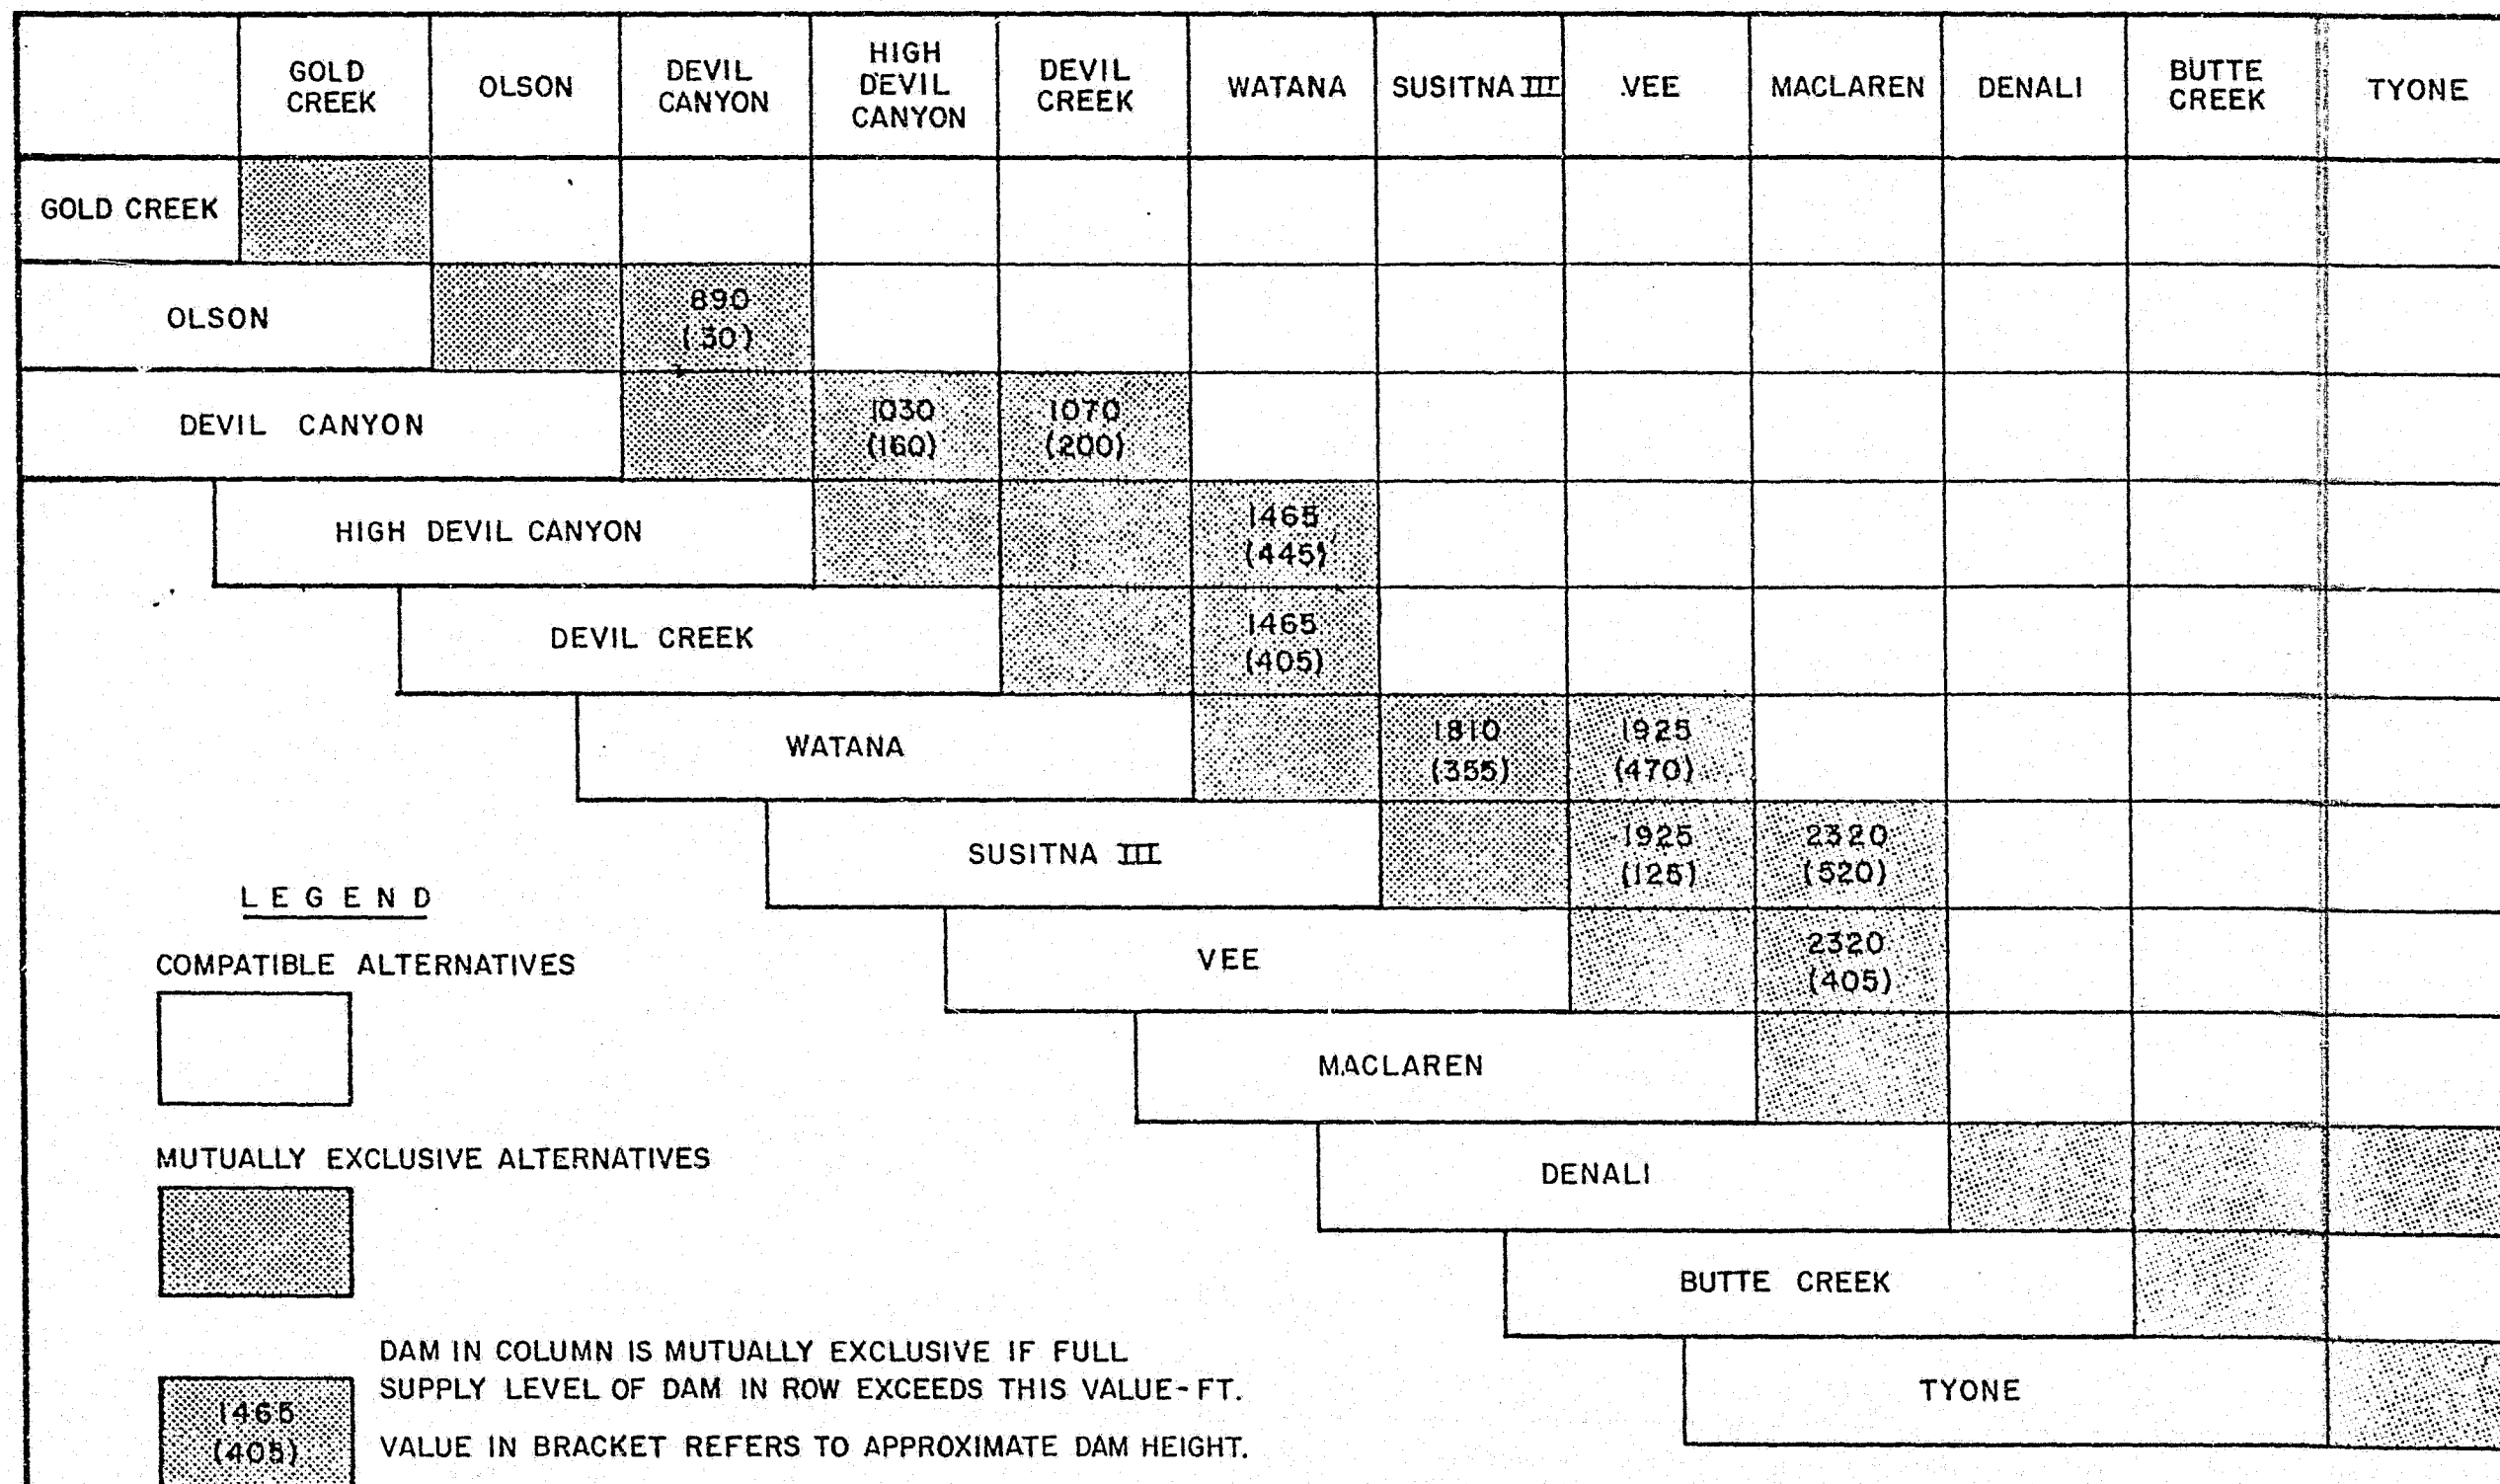 GOLD
CREEK
OLSON
DEVIL
CANYON
HIGH
DEVIL
CANYON
DEVIL
CREEK
WATANA
SUSITNA III
VEE
MACLAREN
DENALI
BUTTE
CREEK
TYONE
GOLD CREEK
OLSON
890
(30)
DEVIL CANYON
1030
(160)
1070
(200)
HIGH DEVIL CANYON
1465
(445)
DEVIL CREEK
1465
(405)
WATANA
1810
(355)
1925
(470)
SUSITNA III
1925
(125)
2320
(520)
VEE
2320
(405)
MACLAREN
DENALI
BUTTE CREEK
TYONE
LEGEND
COMPATIBLE ALTERNATIVES
MUTUALLY EXCLUSIVE ALTERNATIVES
1465
(405)
DAM IN COLUMN IS MUTUALLY EXCLUSIVE IF FULL
SUPPLY LEVEL OF DAM IN ROW EXCEEDS THIS VALUE-FT.
VALUE IN BRACKET REFERS TO APPROXIMATE DAM HEIGHT.